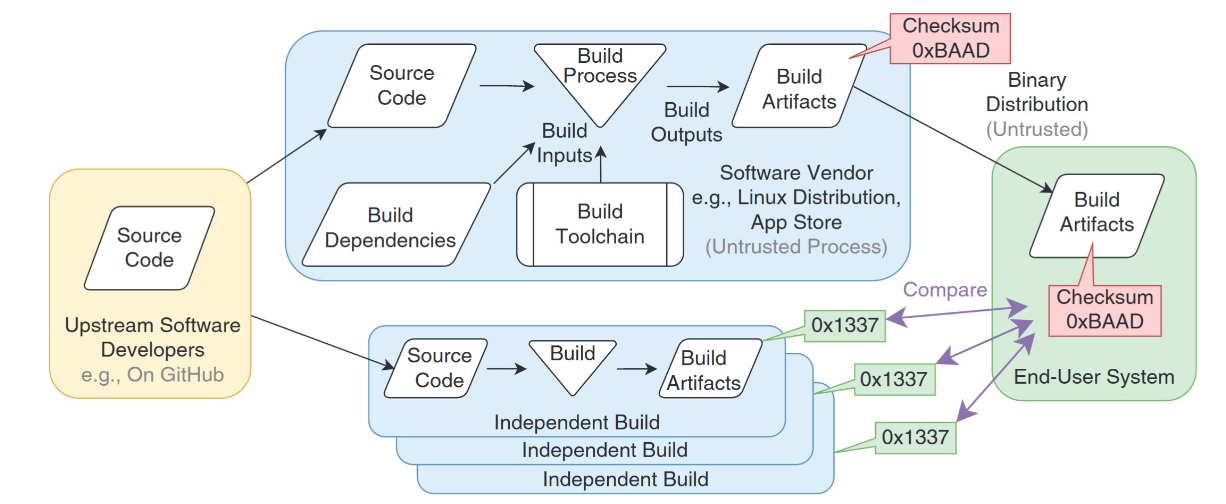 Source
Code
Upstream Software
Developers
e.g., On GitHub
Source
Code
Build
Process
Build
Artifacts
Checksum
0xBAAD
Build
Inputs
Build
Outputs
Build
Dependencies
Build
Toolchain
Software Vendor
e.g., Linux Distribution,
App Store
(Untrusted Process)
Binary
Distribution
(Untrusted)
Build
Artifacts
Checksum
0xBAAD
End-User System
Compare
Source
Code
Build
Build
Artifacts
Independent Build
Independent Build
Independent Build
0x1337
0x1337
0x1337